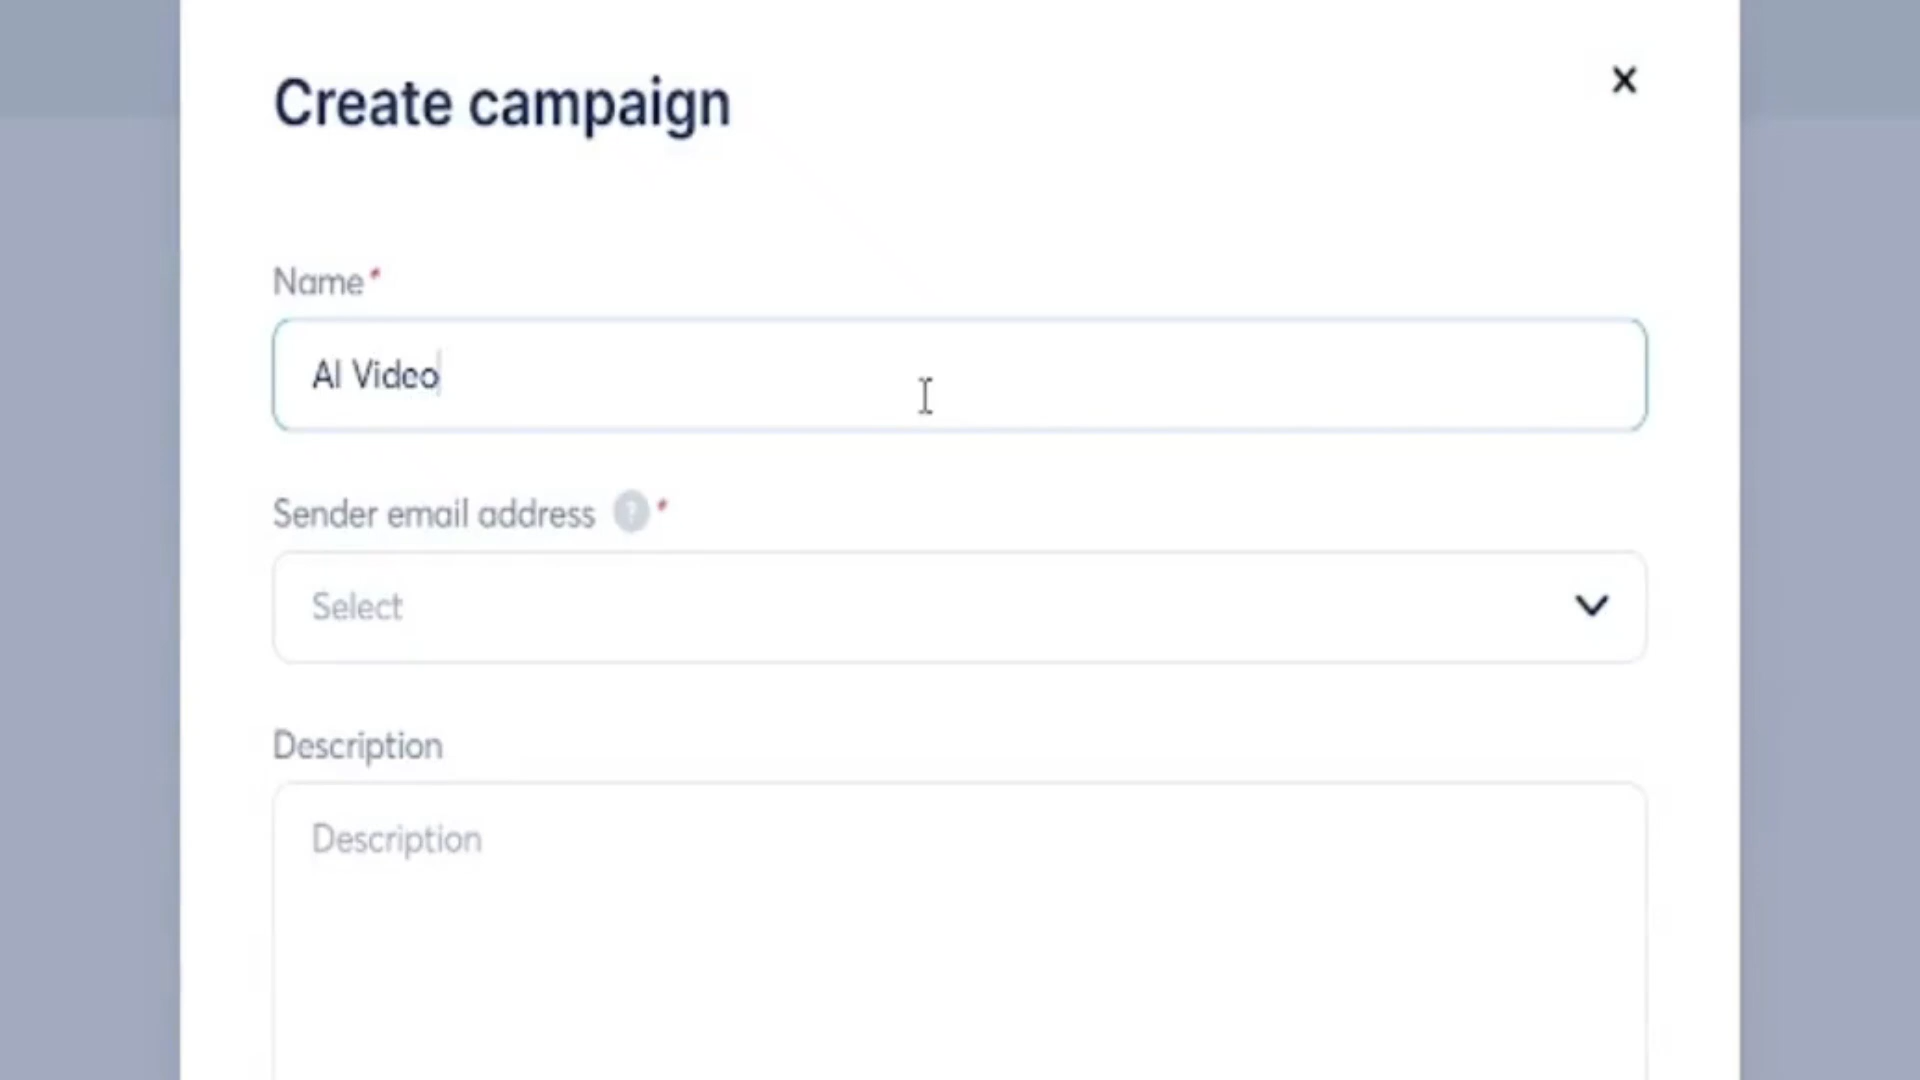 Create campaign
Name*
AI Video
Sender email address ? *
Select
Description
Description